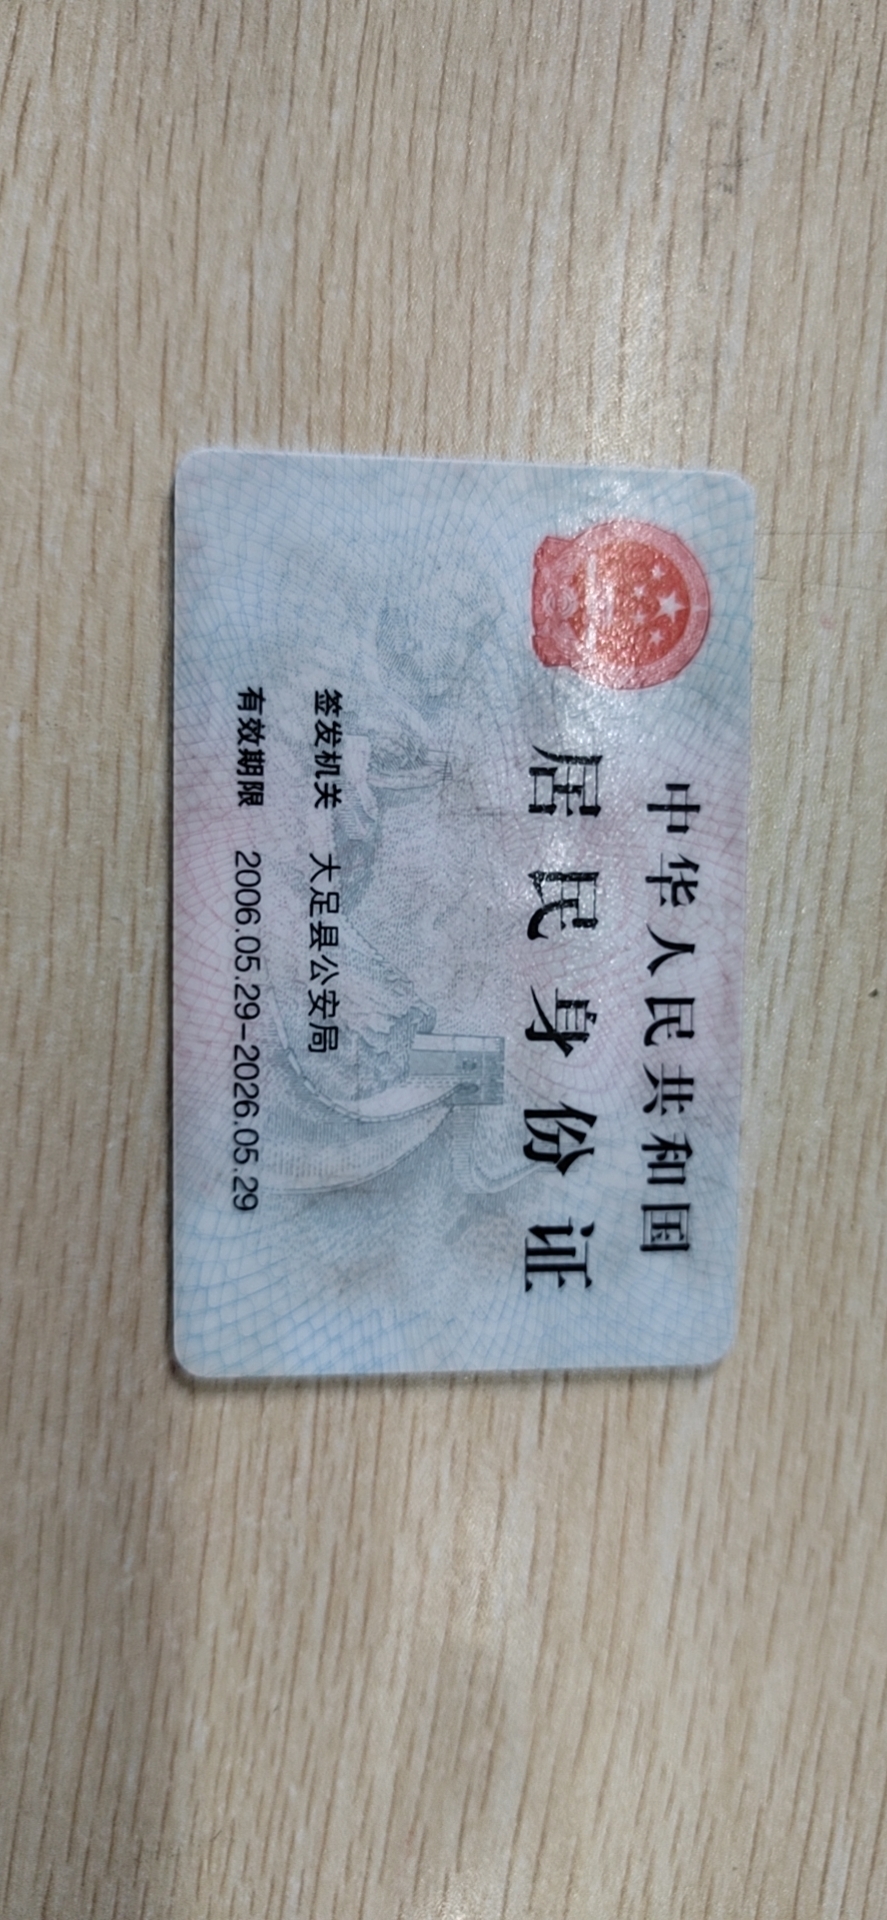 中华人民共和国
居民身份证
签发机关 大足县公安局
有效期限 2006.05.29-2026.05.29